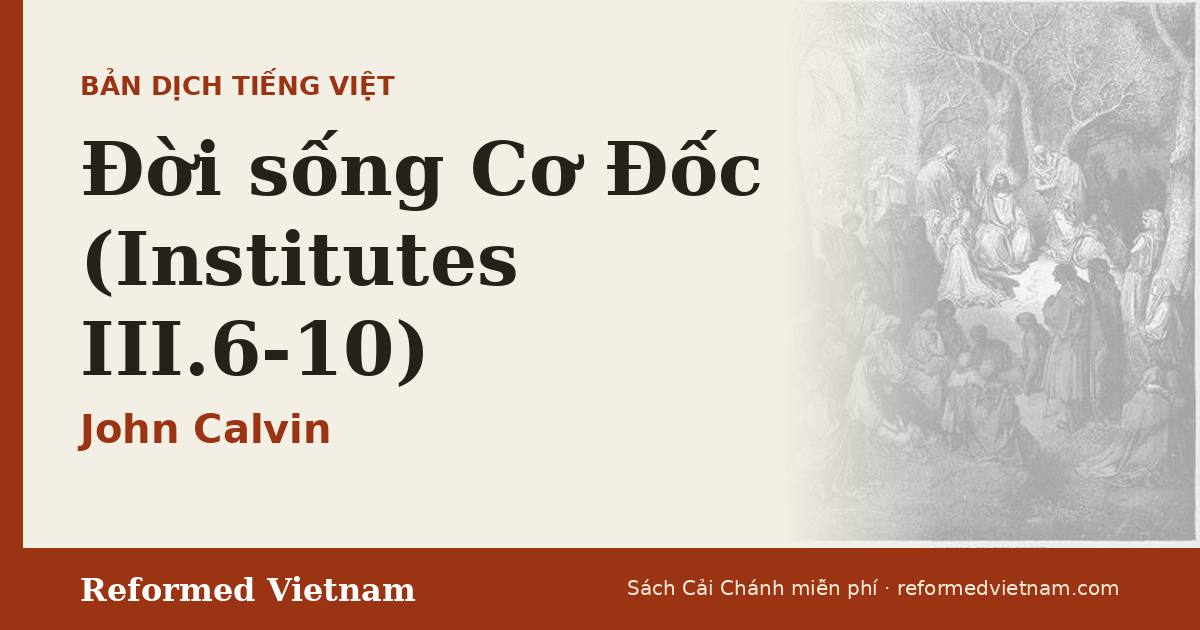 BẢN DỊCH TIẾNG VIỆT
Đời sống Cơ Đốc
(Institutes
III.6-10)
John Calvin
Reformed Vietnam
Sách Cải Chánh miễn phí · reformedvietnam.com